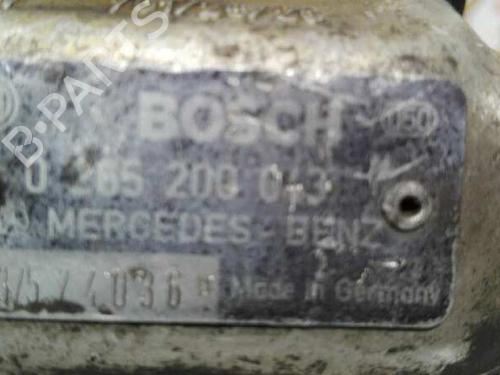 BOSCH
0 265 200 043
MERCEDES-BENZ
Made in Germany
B-PARTS